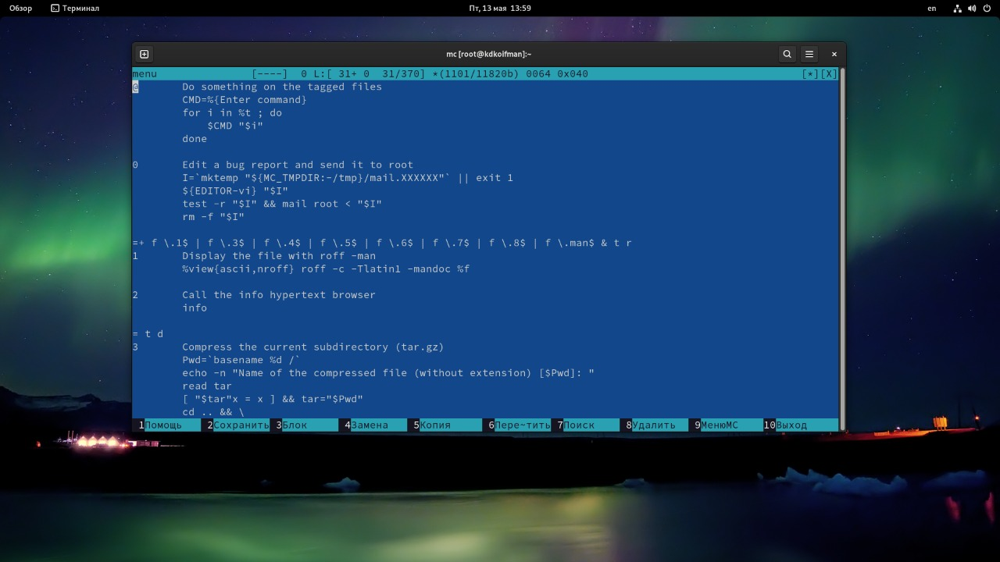 Обзор Терминал Пт, 13 мая 13:59 en
mc [root@kdkoifman]:~
menu [----] 0 L:[ 31+ 0 31/370] *(1101/11820b) 0064 0x040 [*][X]
@ Do something on the tagged files
CMD=%{Enter command}
for i in %t ; do
$CMD "$i"
done
0 Edit a bug report and send it to root
I=`mktemp "${MC_TMPDIR:-/tmp}/mail.XXXXXX"` || exit 1
${EDITOR-vi} "$I"
test -r "$I" && mail root < "$I"
rm -f "$I"
=+ f \.1$ | f \.3$ | f \.4$ | f \.5$ | f \.6$ | f \.7$ | f \.8$ | f \.man$ & t r
1 Display the file with roff -man
%view{ascii,nroff} roff -c -Tlatin1 -mandoc %f
2 Call the info hypertext browser
info
= t d
3 Compress the current subdirectory (tar.gz)
Pwd=`basename %d /`
echo -n "Name of the compressed file (without extension) [$Pwd]: "
read tar
[ "$tar"x = x ] && tar="$Pwd"
cd .. && \
1Помощь 2Сохранить 3Блок 4Замена 5Копия 6Пере~тить 7Поиск 8Удалить 9МенюMC 10Выход